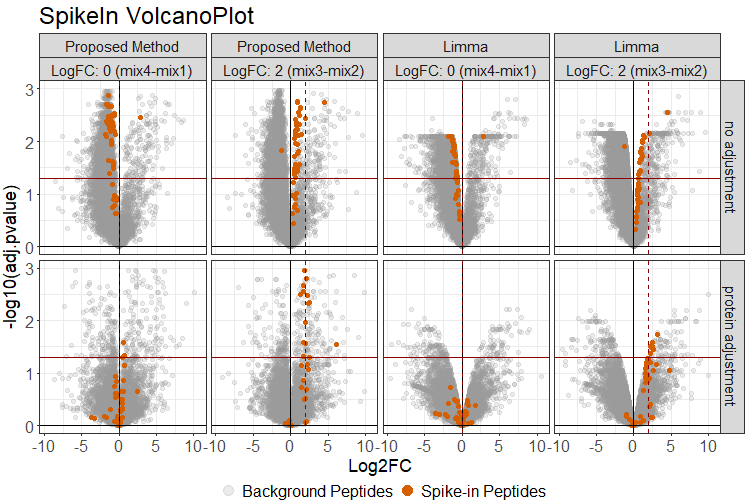 SpikeIn VolcanoPlot
Proposed Method Proposed Method Limma Limma
LogFC: 0 (mix4-mix1) LogFC: 2 (mix3-mix2) LogFC: 0 (mix4-mix1) LogFC: 2 (mix3-mix2)
3
2
1
0
no adjustment
-log10(adj.pvalue)
3
2
1
0
protein adjustment
-10 -5 0 5 10 -10 -5 0 5 10 -10 -5 0 5 10 -10 -5 0 5 10
Log2FC
Background Peptides Spike-in Peptides